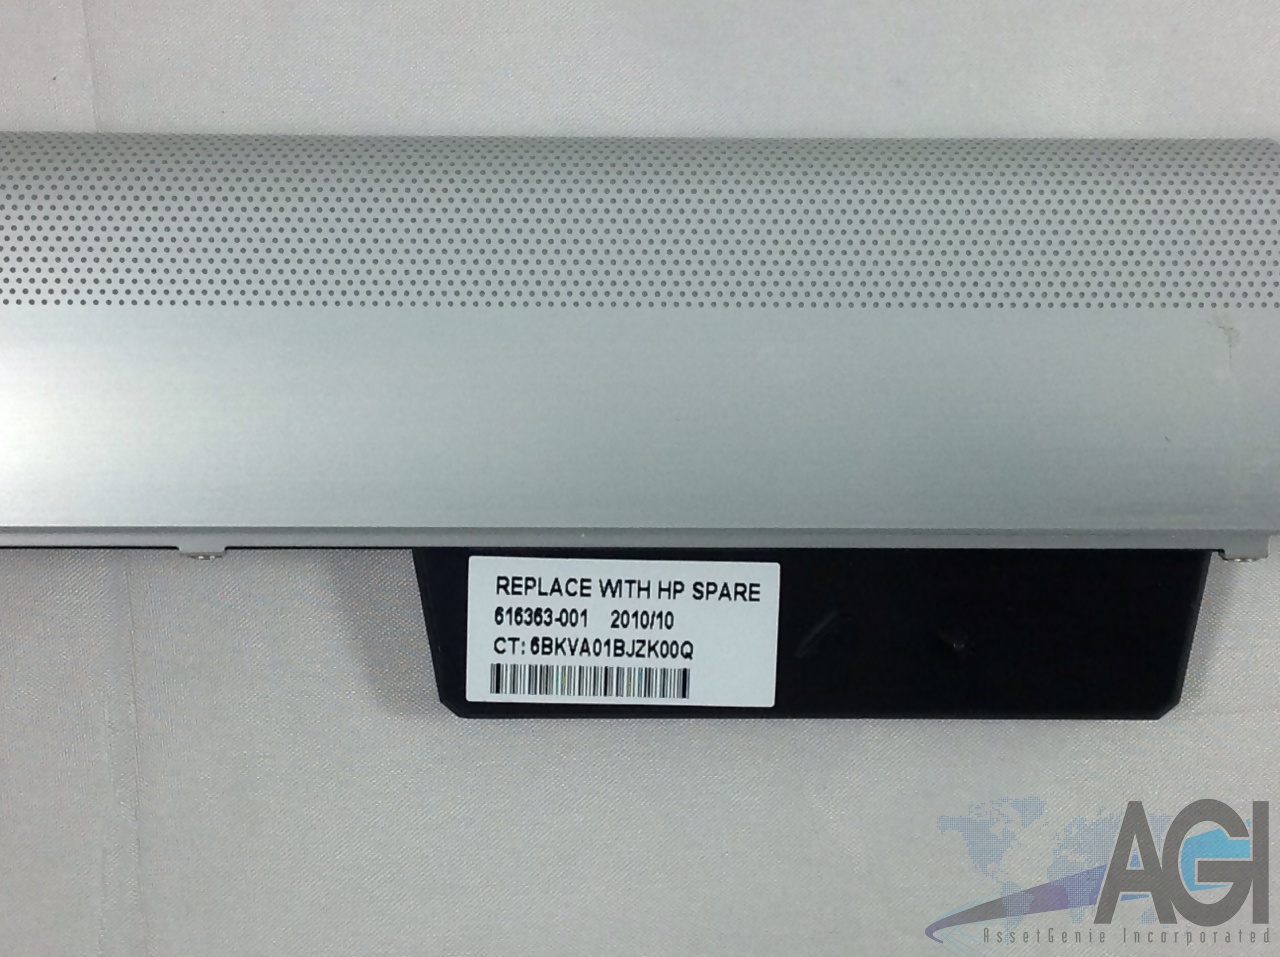 REPLACE WITH HP SPARE
616363-001 2010/10
CT: 6BKVA01BJZK00Q
AGI
AssetGenie Incorporated